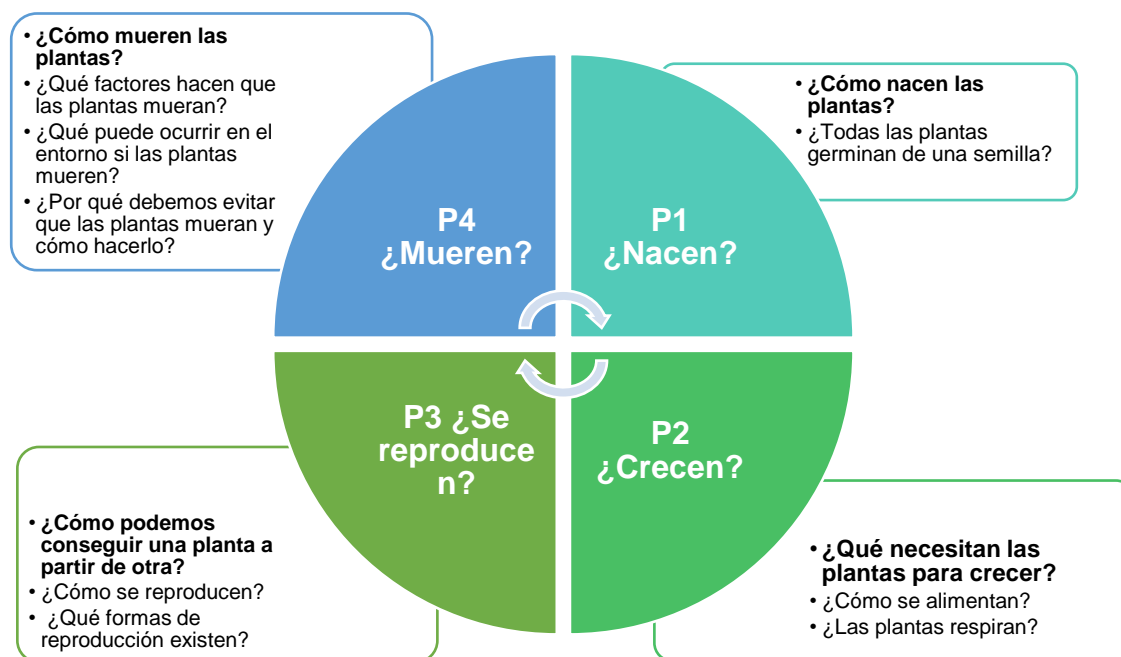 • ¿Cómo mueren las
plantas?
• ¿Qué factores hacen que
las plantas mueran?
• ¿Qué puede ocurrir en el
entorno si las plantas
mueren?
• ¿Por qué debemos evitar
que las plantas mueran y
cómo hacerlo?
• ¿Cómo nacen las
plantas?
• ¿Todas las plantas
germinan de una semilla?
P4
¿Mueren?
P1
¿Nacen?
P3 ¿Se
reproduce
n?
P2
¿Crecen?
• ¿Cómo podemos
conseguir una planta a
partir de otra?
• ¿Cómo se reproducen?
• ¿Qué formas de
reproducción existen?
• ¿Qué necesitan las
plantas para crecer?
• ¿Cómo se alimentan?
• ¿Las plantas respiran?